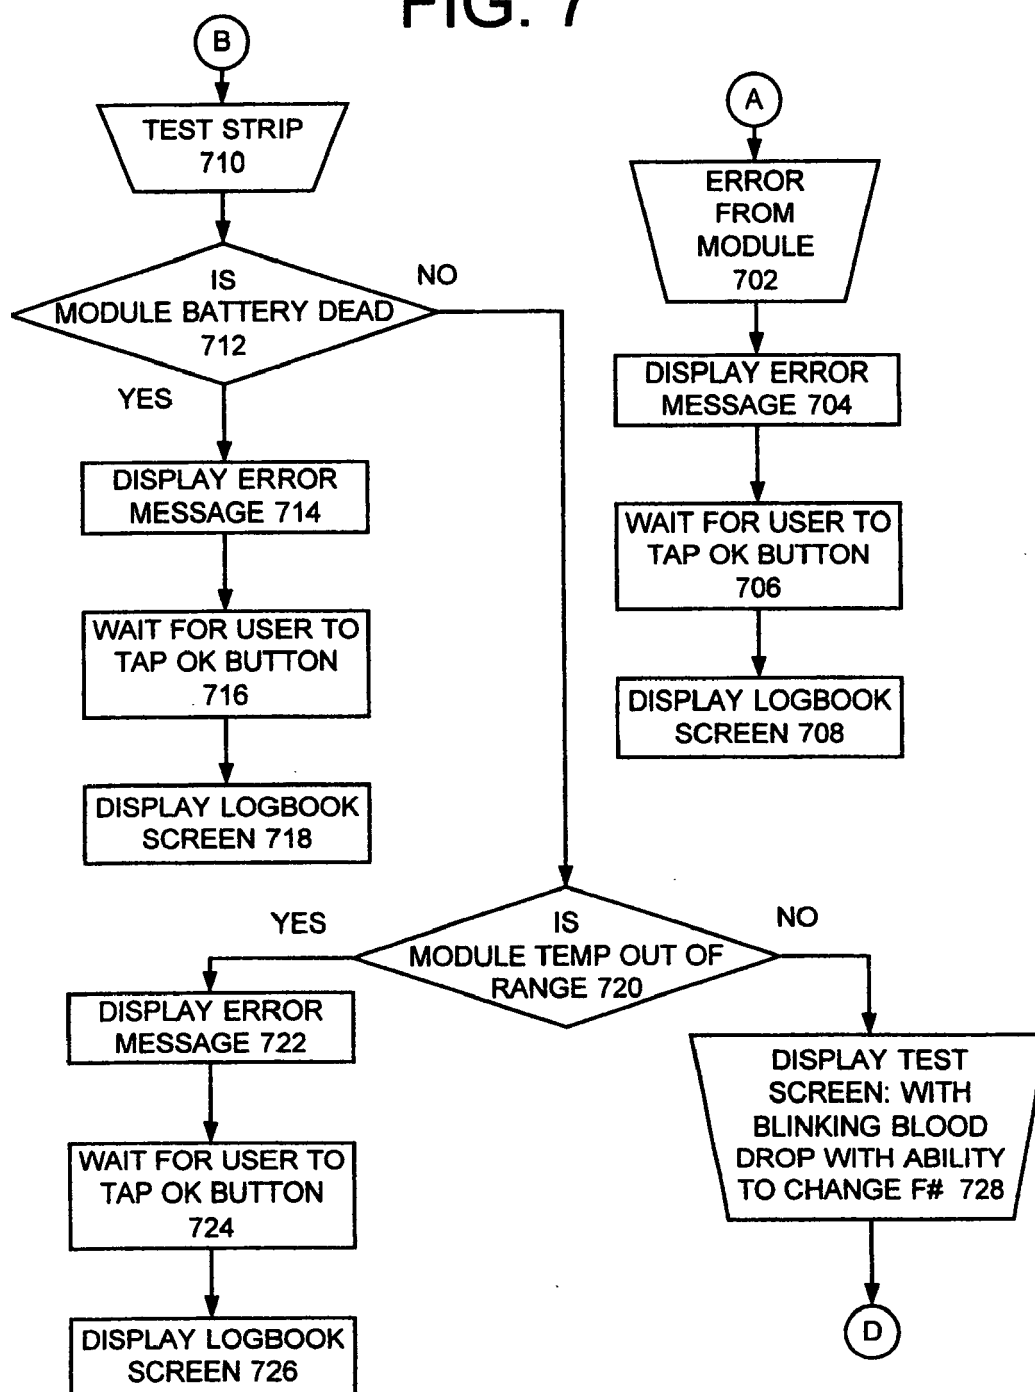 FIG. 7
B
TEST STRIP
710
IS
MODULE BATTERY DEAD
712
NO
YES
DISPLAY ERROR
MESSAGE 714
WAIT FOR USER TO
TAP OK BUTTON
716
DISPLAY LOGBOOK
SCREEN 718
A
ERROR
FROM
MODULE
702
DISPLAY ERROR
MESSAGE 704
WAIT FOR USER TO
TAP OK BUTTON
706
DISPLAY LOGBOOK
SCREEN 708
IS
MODULE TEMP OUT OF
RANGE 720
YES
NO
DISPLAY ERROR
MESSAGE 722
WAIT FOR USER TO
TAP OK BUTTON
724
DISPLAY LOGBOOK
SCREEN 726
DISPLAY TEST
SCREEN: WITH
BLINKING BLOOD
DROP WITH ABILITY
TO CHANGE F# 728
D